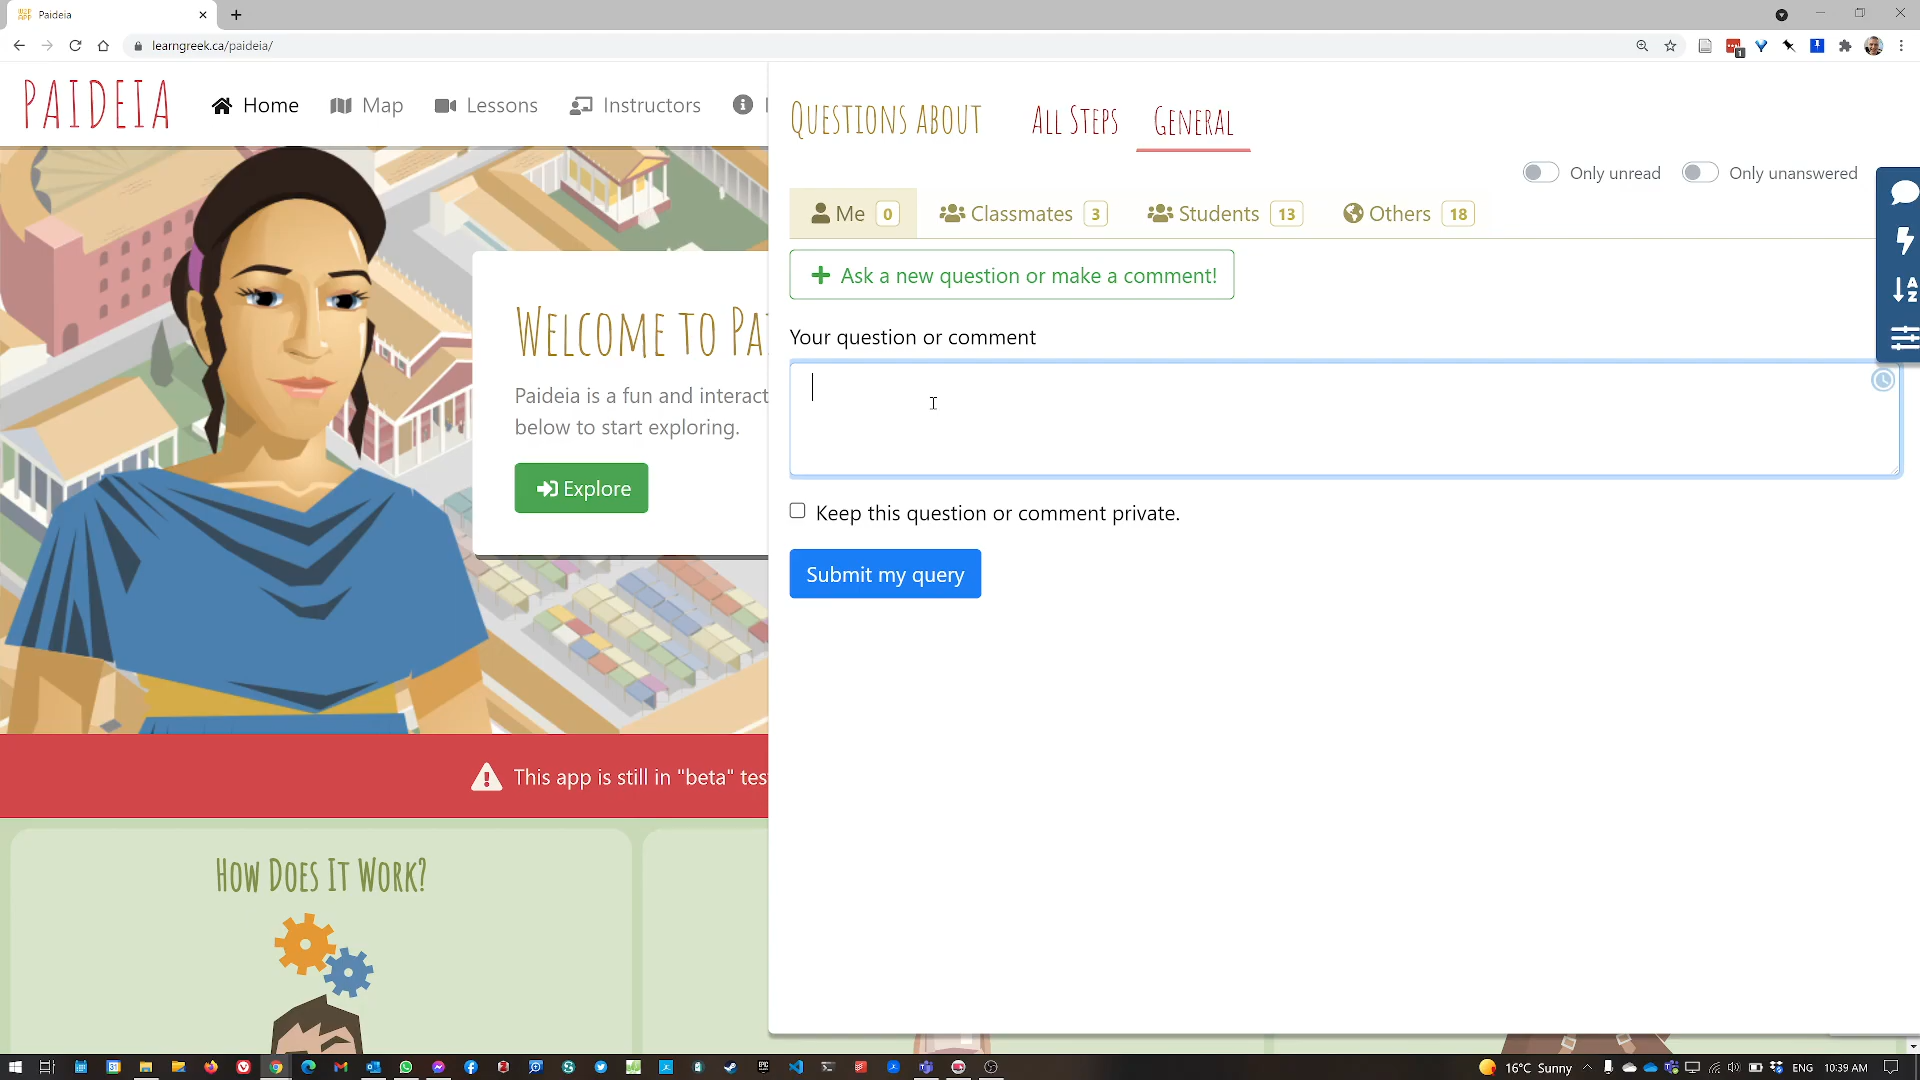 Paideia
learngreek.ca/paideia/
1
PAIDEIA
Home
Map
Lessons
Instructors
QUESTIONS ABOUT
ALL STEPS
GENERAL
Only unread
Only unanswered
Me 0
Classmates 3
Students 13
Others 18
Ask a new question or make a comment!
Your question or comment
WELCOME TO PA
Paideia is a fun and interact
below to start exploring.
Explore
Keep this question or comment private.
Submit my query
This app is still in "beta" tes
HOW DOES IT WORK?
16°C Sunny
ENG
10:39 AM